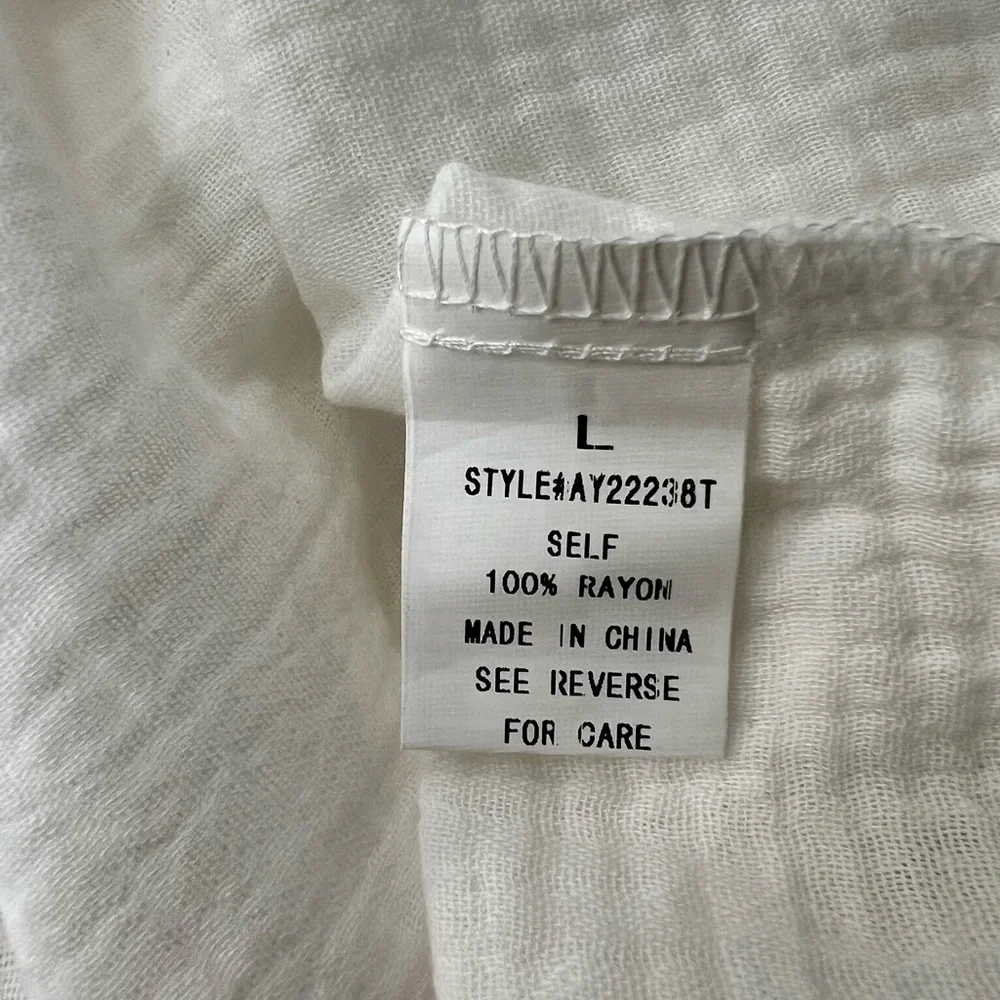 L
STYLE#AY22238T
SELF
100% RAYON
MADE IN CHINA
SEE REVERSE
FOR CARE